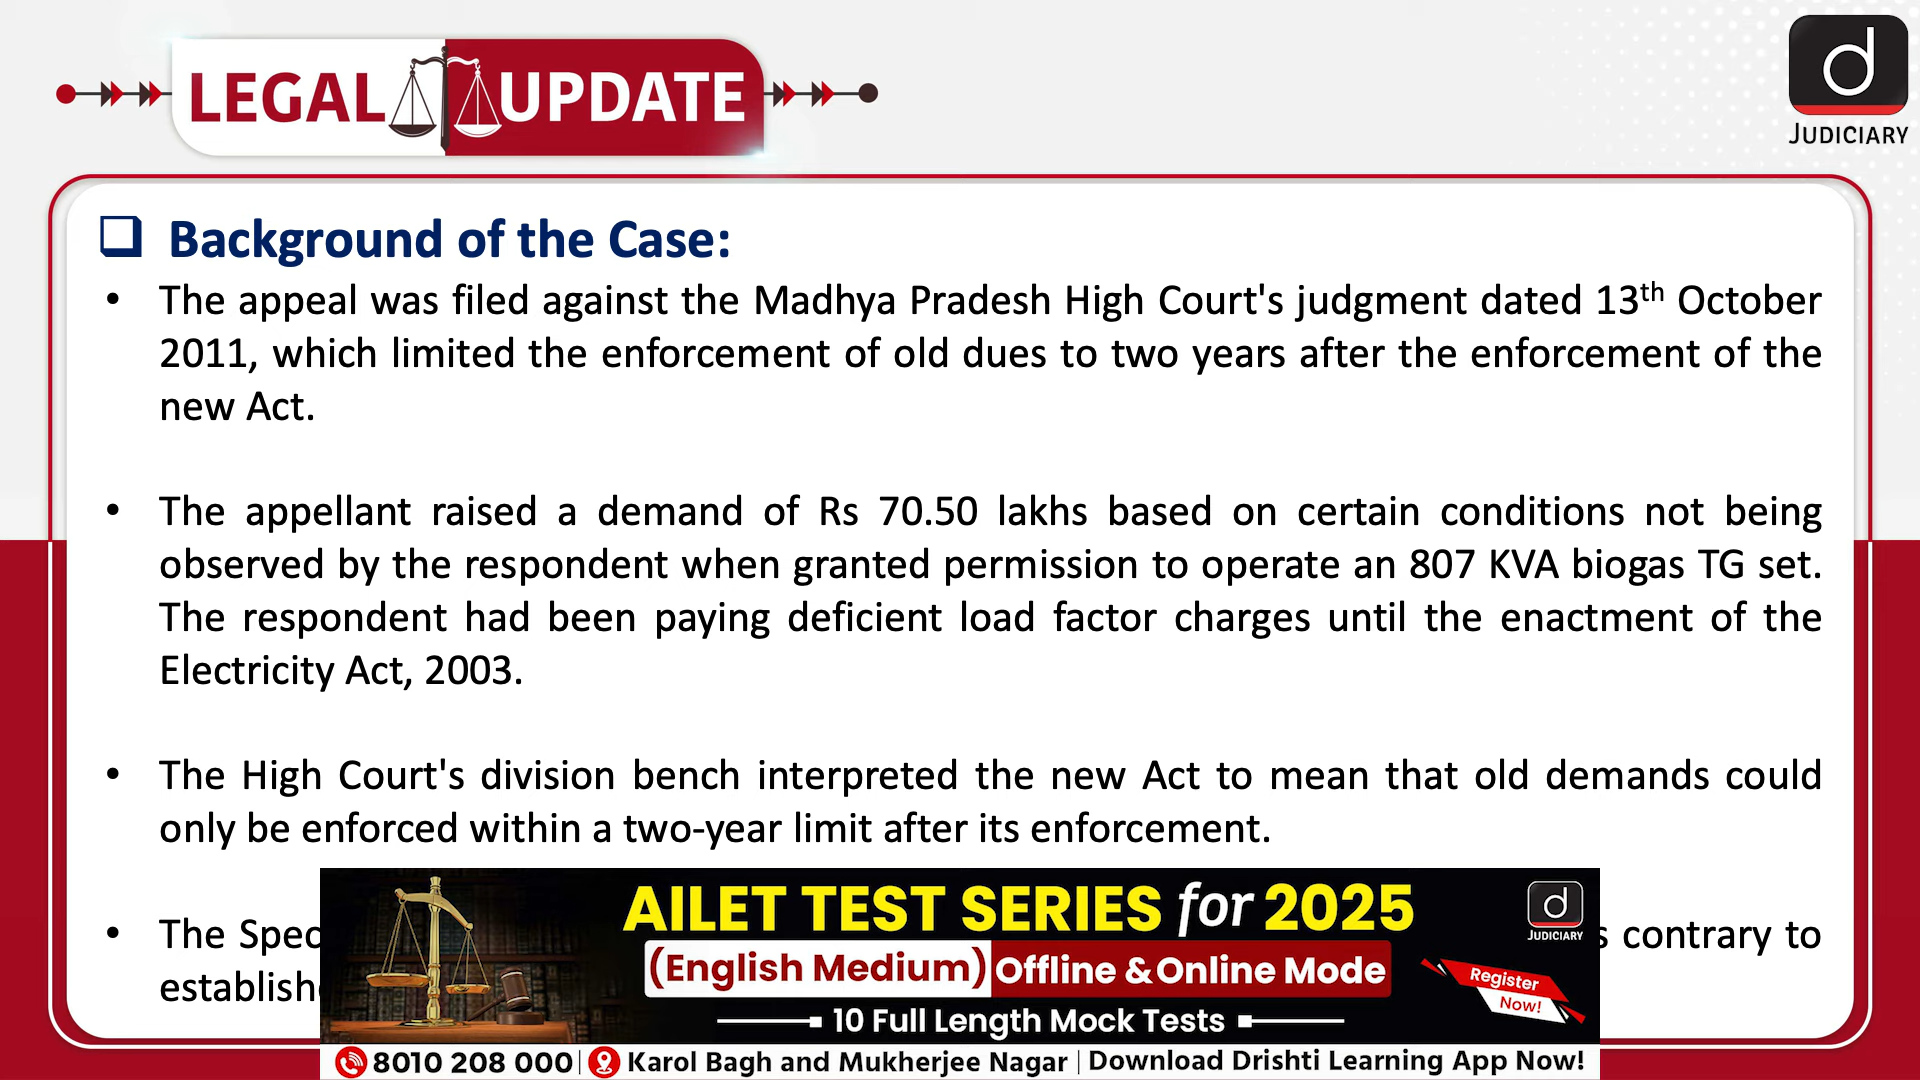 LEGAL UPDATE
d
JUDICIARY
❑ Background of the Case:
• The appeal was filed against the Madhya Pradesh High Court's judgment dated 13th October
2011, which limited the enforcement of old dues to two years after the enforcement of the
new Act.
• The appellant raised a demand of Rs 70.50 lakhs based on certain conditions not being
observed by the respondent when granted permission to operate an 807 KVA biogas TG set.
The respondent had been paying deficient load factor charges until the enactment of the
Electricity Act, 2003.
• The High Court's division bench interpreted the new Act to mean that old demands could
only be enforced within a two-year limit after its enforcement.
• The contrary to
AILET TEST SERIES for 2025
(English Medium) Offline & Online Mode
10 Full Length Mock Tests
d
JUDICIARY
Register
Now!
8010 208 000 | Karol Bagh and Mukherjee Nagar | Download Drishti Learning App Now!